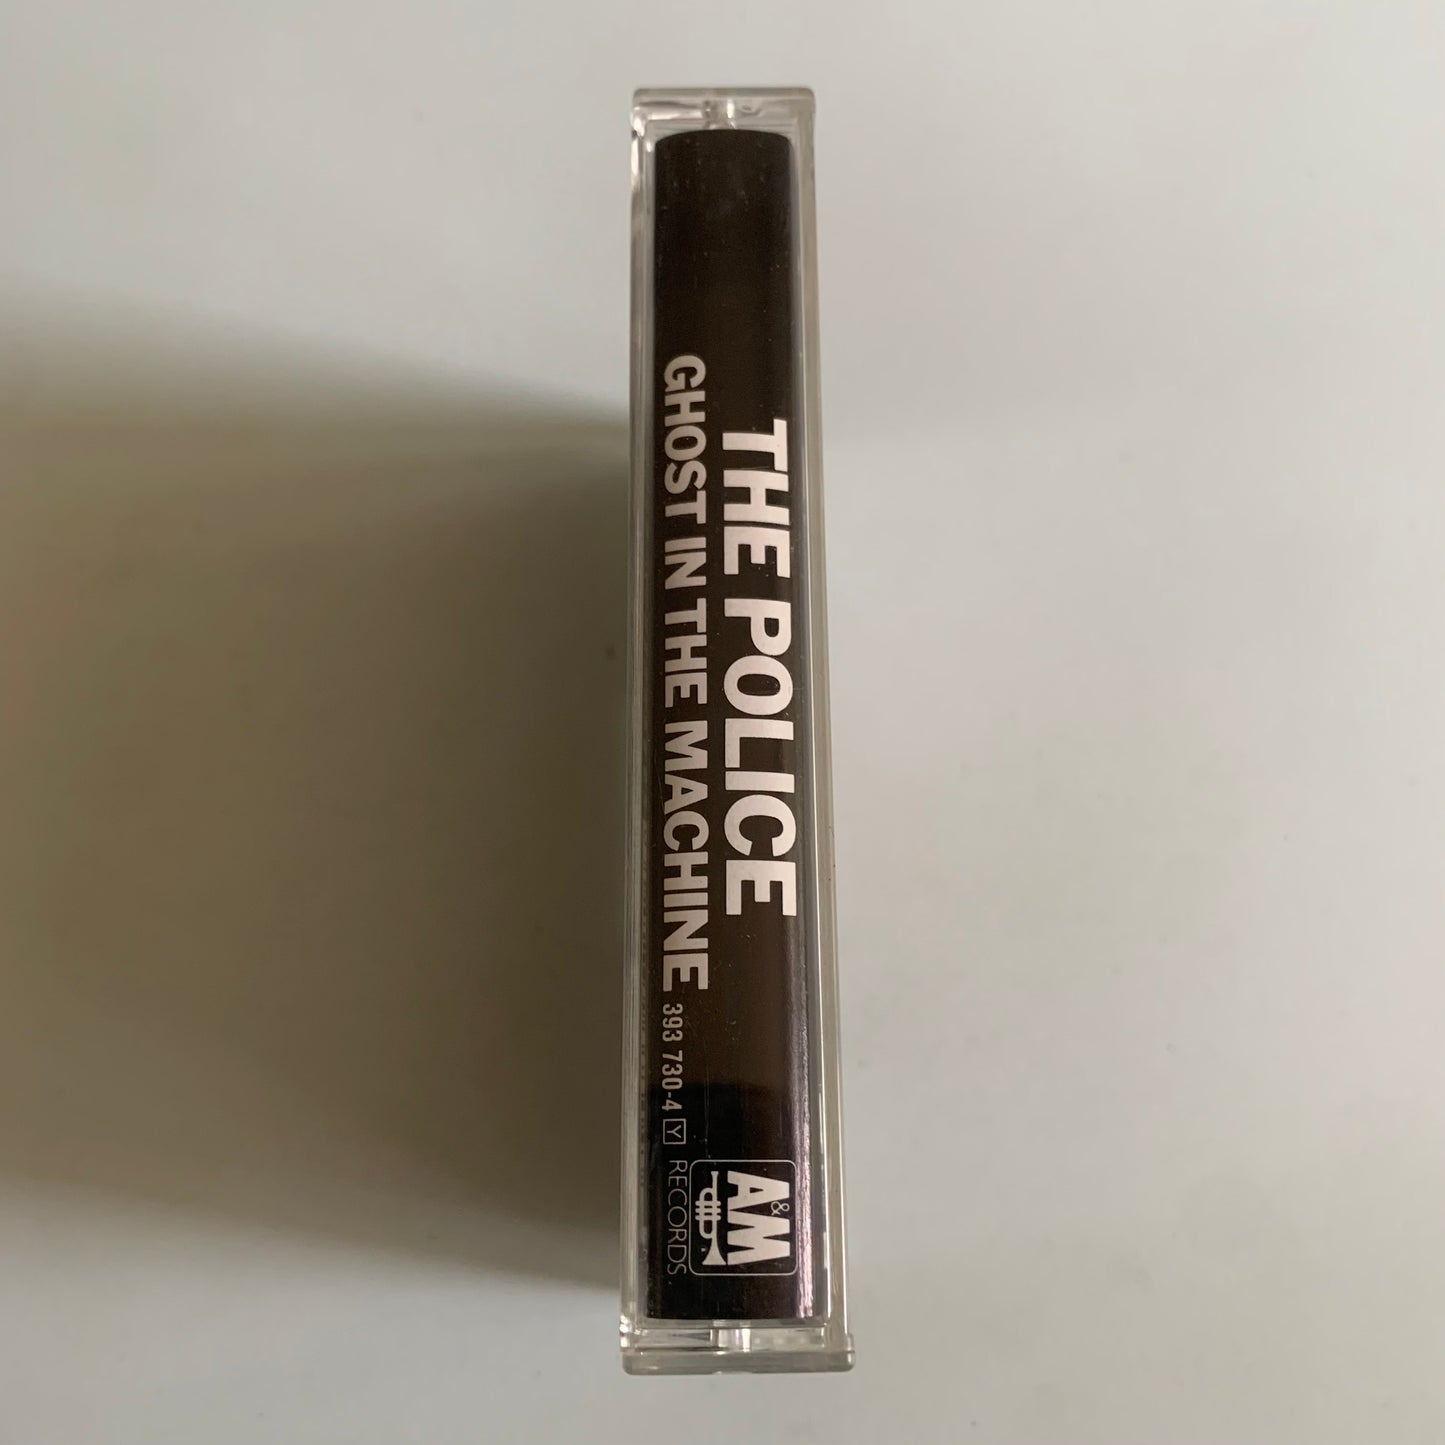 THE POLICE
GHOST IN THE MACHINE 393 730-4 Y
A&M
RECORDS